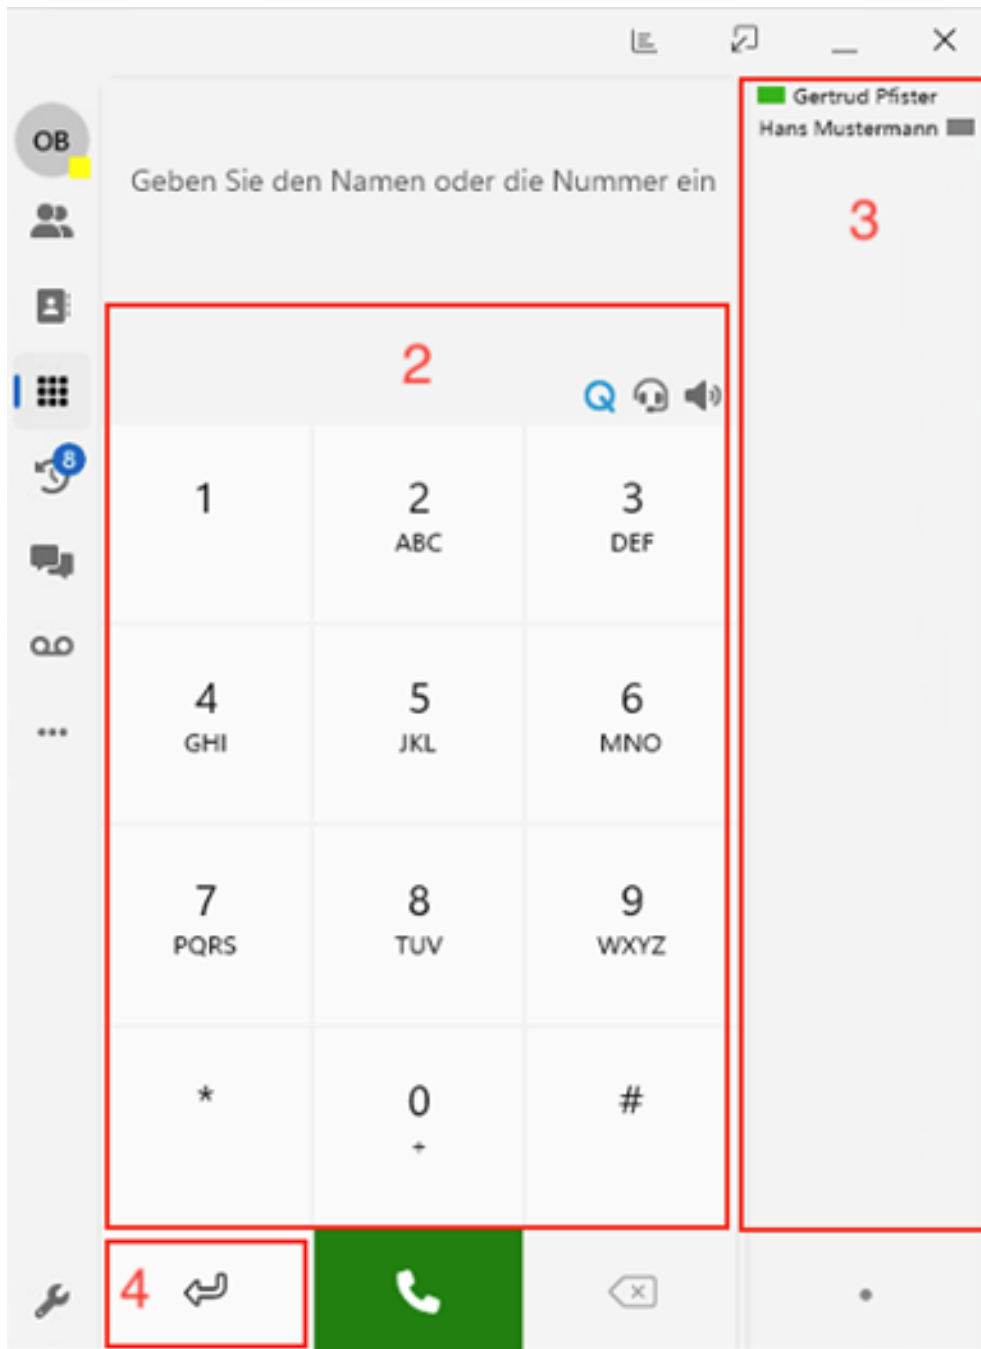 Gertrud Pfister
Hans Mustermann
OB
Geben Sie den Namen oder die Nummer ein
3
2
Q
8
1
2
ABC
3
DEF
4
GHI
5
JKL
6
MNO
7
PQRS
8
TUV
9
WXYZ
*
0
+
#
4